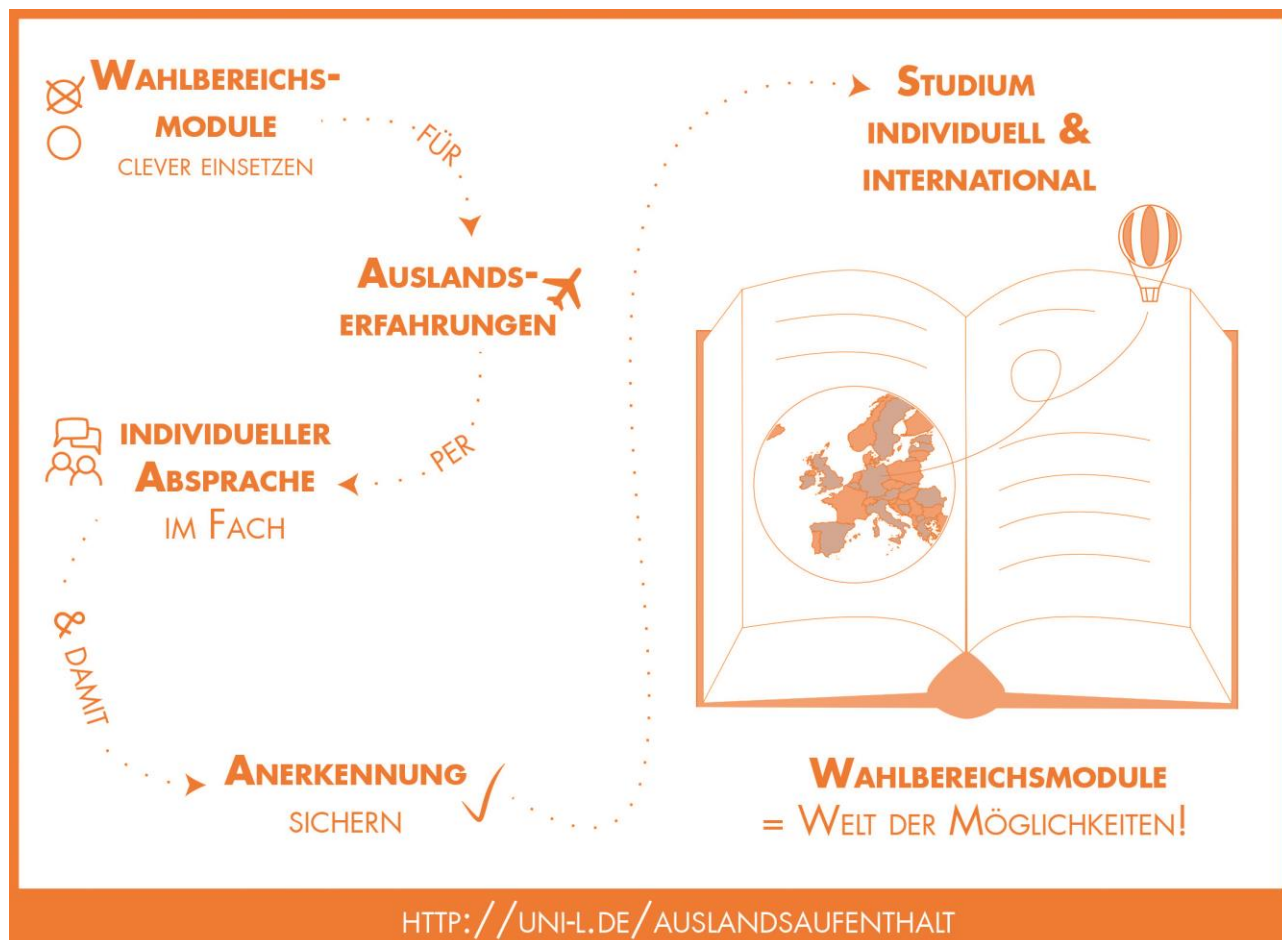 WAHLBEREICHS-
MODULE
CLEVER EINSETZEN
FÜR
AUSLANDS-
ERFAHRUNGEN
PER
INDIVIDUELLER
ABSPRACHE
IM FACH
& DAMIT
ANERKENNUNG
SICHERN
STUDIUM
INDIVIDUELL &
INTERNATIONAL
WAHLBEREICHSMODULE
= WELT DER MÖGLICHKEITEN!
HTTP://UNI-L.DE/AUSLANDSAUFENTHALT